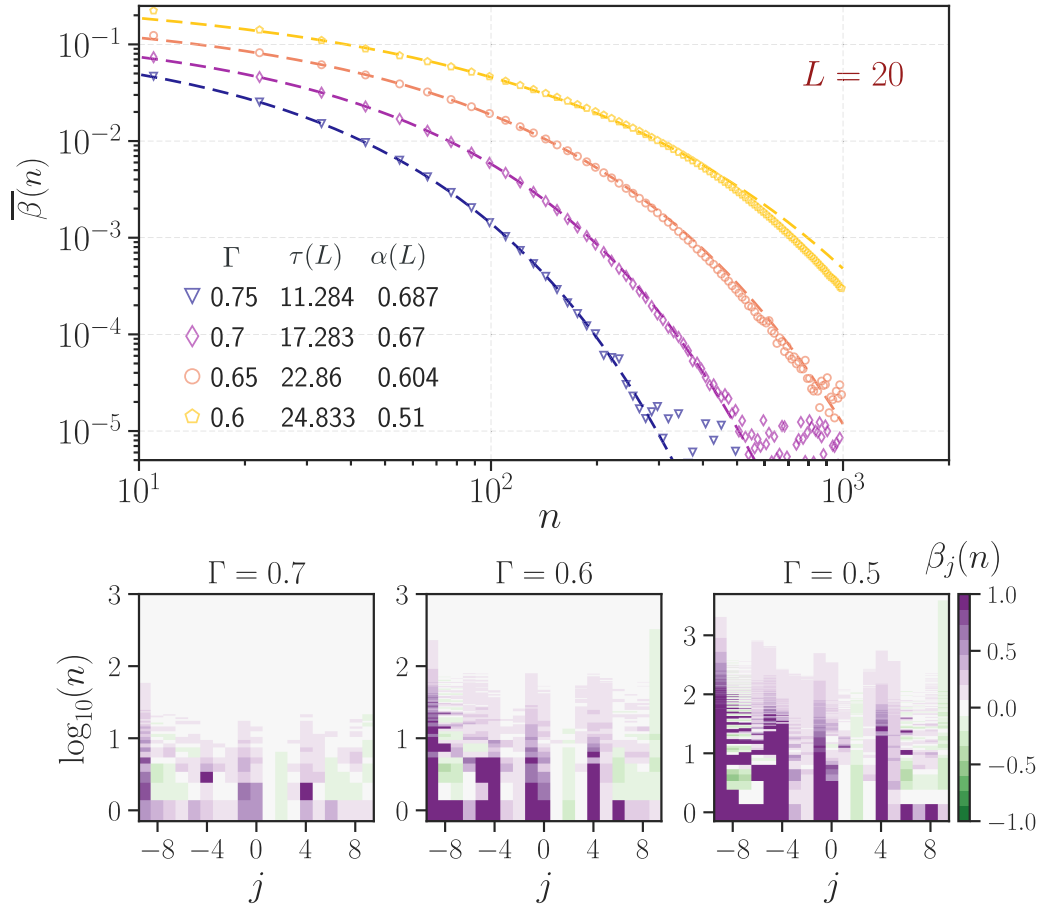 10⁻¹
10⁻²
10⁻³
10⁻⁴
10⁻⁵
β̅(n)
L = 20
Γ τ(L) α(L)
0.75 11.284 0.687
0.7 17.283 0.67
0.65 22.86 0.604
0.6 24.833 0.51
10¹ 10² 10³
n
Γ = 0.7 Γ = 0.6 Γ = 0.5 βⱼ(n)
log₁₀(n)
3 3 3 1.0
2 2 2 0.5
1 1 1 0.0
0 0 0 −0.5
−1.0
−8 −4 0 4 8 −8 −4 0 4 8 −8 −4 0 4 8
j j j